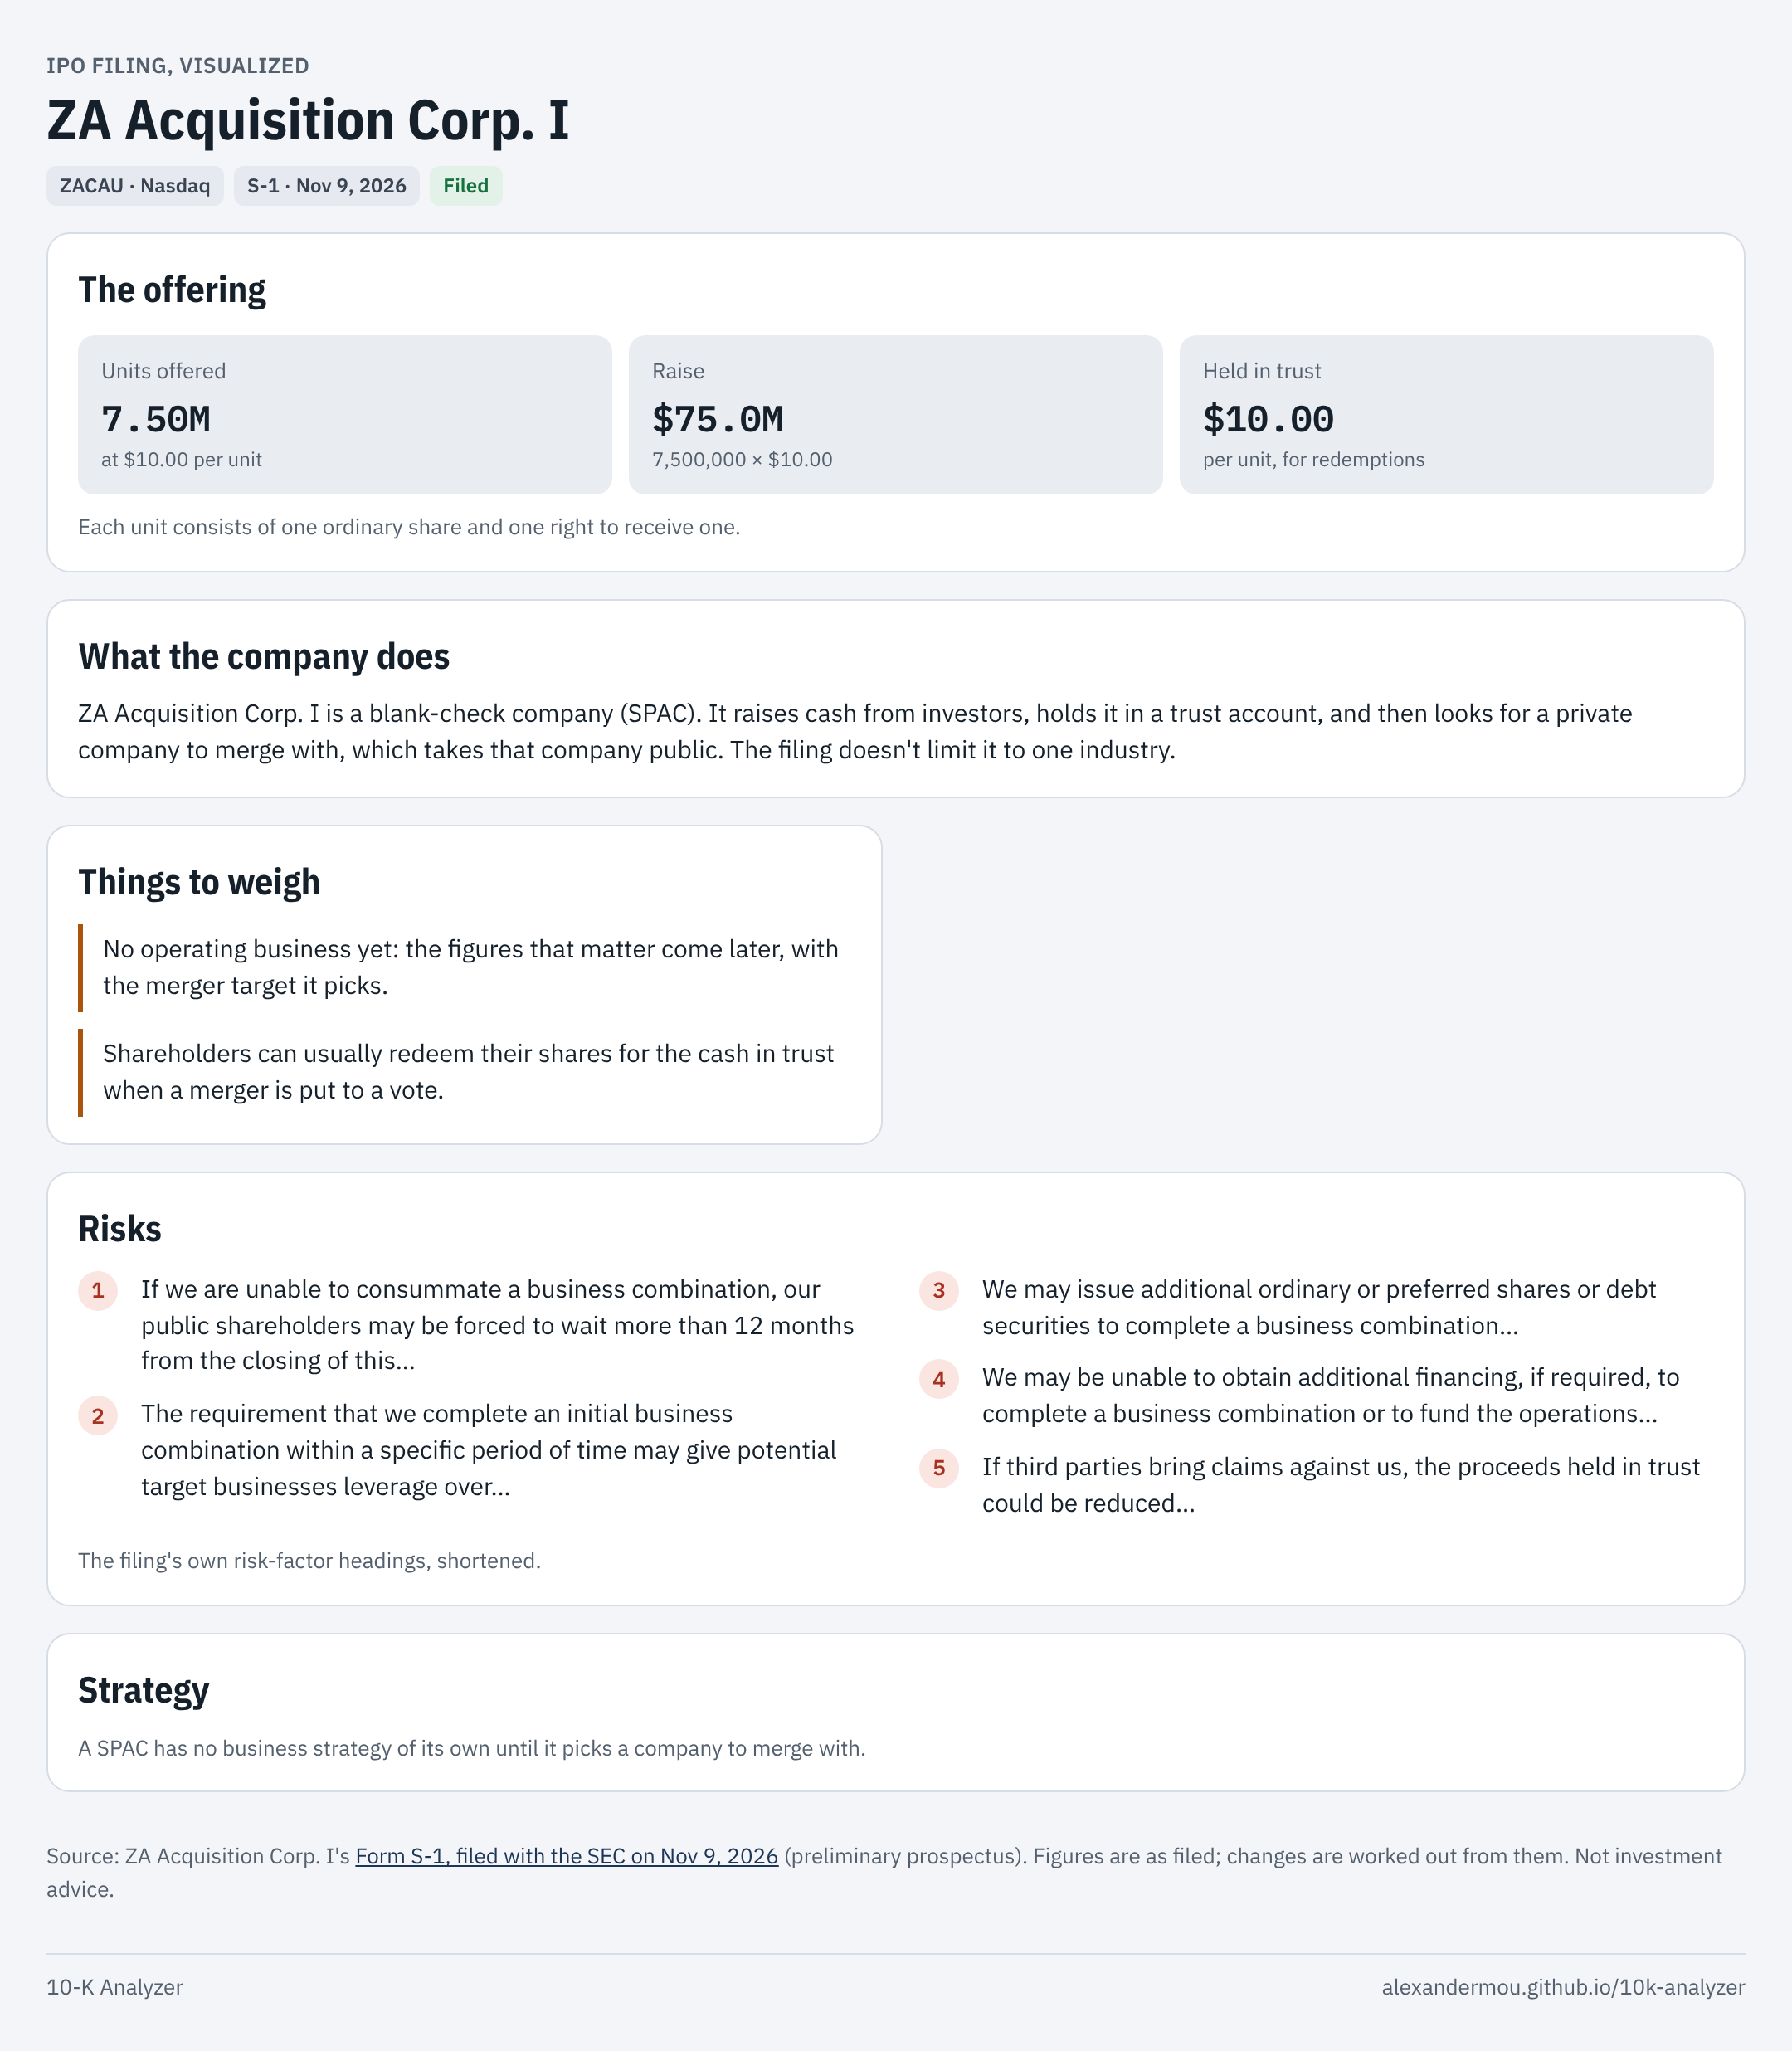 IPO FILING, VISUALIZED
ZA Acquisition Corp. I
ZACAU · Nasdaq
S-1 · Nov 9, 2026
Filed
The offering
Units offered
7.50M
at $10.00 per unit
Raise
$75.0M
7,500,000 × $10.00
Held in trust
$10.00
per unit, for redemptions
Each unit consists of one ordinary share and one right to receive one.
What the company does
ZA Acquisition Corp. I is a blank-check company (SPAC). It raises cash from investors, holds it in a trust account, and then looks for a private
company to merge with, which takes that company public. The filing doesn't limit it to one industry.
Things to weigh
No operating business yet: the figures that matter come later, with
the merger target it picks.
Shareholders can usually redeem their shares for the cash in trust
when a merger is put to a vote.
Risks
1 If we are unable to consummate a business combination, our
public shareholders may be forced to wait more than 12 months
from the closing of this...
2 The requirement that we complete an initial business
combination within a specific period of time may give potential
target businesses leverage over...
3 We may issue additional ordinary or preferred shares or debt
securities to complete a business combination...
4 We may be unable to obtain additional financing, if required, to
complete a business combination or to fund the operations...
5 If third parties bring claims against us, the proceeds held in trust
could be reduced...
The filing's own risk-factor headings, shortened.
Strategy
A SPAC has no business strategy of its own until it picks a company to merge with.
Source: ZA Acquisition Corp. I's Form S-1, filed with the SEC on Nov 9, 2026 (preliminary prospectus). Figures are as filed; changes are worked out from them. Not investment
advice.
10-K Analyzer
alexandermou.github.io/10k-analyzer